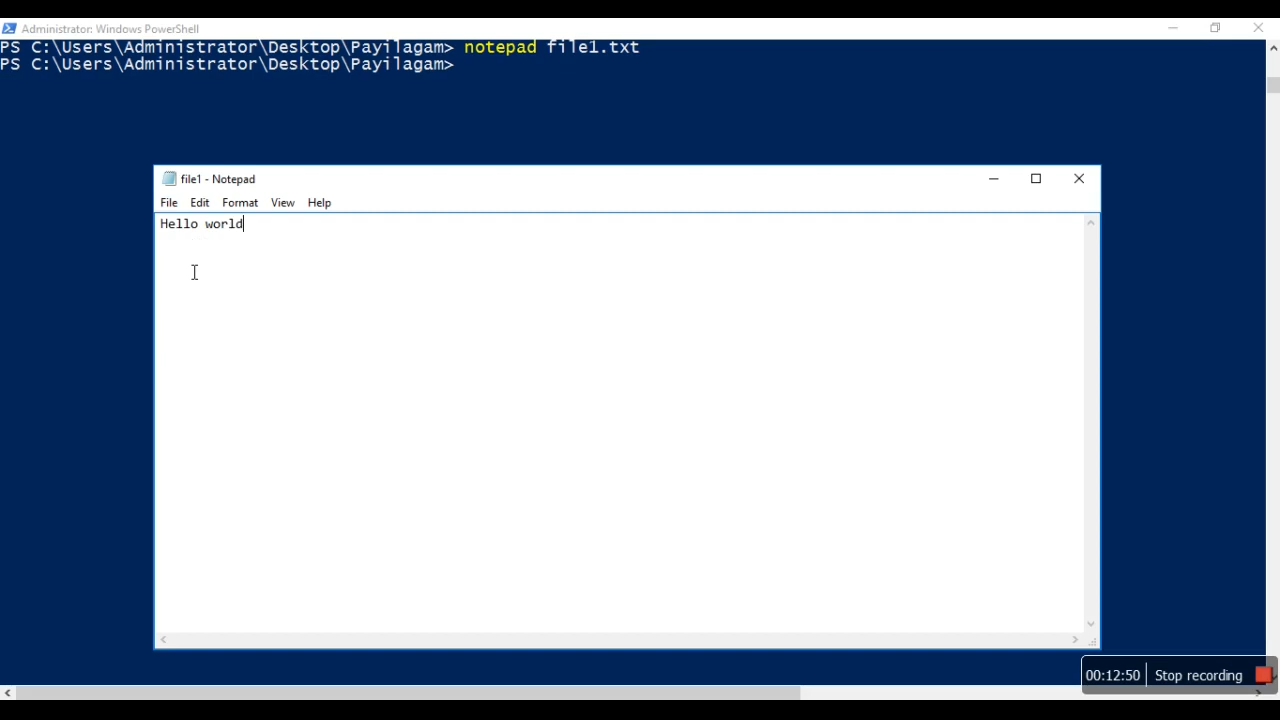 Administrator: Windows PowerShell
PS C:\Users\Administrator\Desktop\Payilagam> notepad file1.txt
PS C:\Users\Administrator\Desktop\Payilagam>
file1 - Notepad
File Edit Format View Help
Hello world
00:12:50 Stop recording